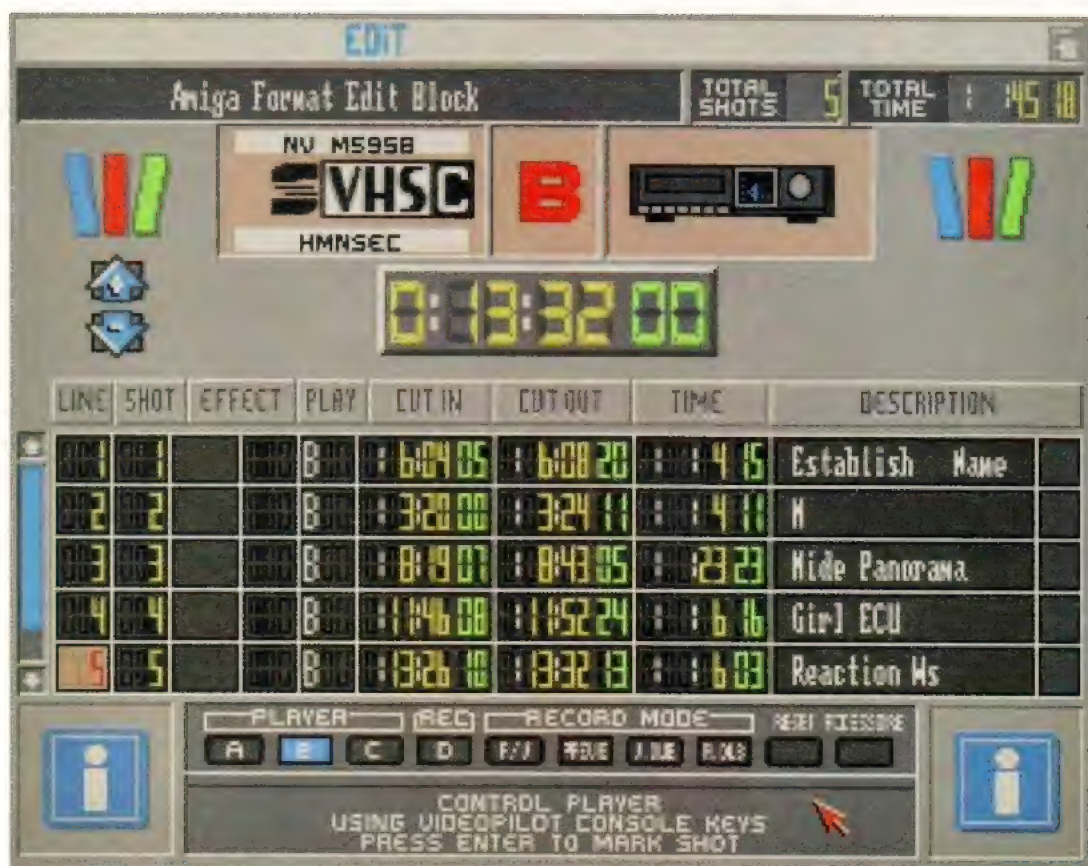 EDIT
Amiga Format Edit Block
TOTAL SHOTS 5
TOTAL TIME 1:45 18
NV M595B
SVHSC
HMNSEC
B
0:13:32 00
LINE SHOT EFFECT PLAY CUT IN CUT OUT TIME DESCRIPTION
1 1 B 6:04 05 6:08 20 4 15 Establish Name
2 2 B 3:20 00 3:24 11 4 11 M
3 3 B 8:19 07 8:43 05 23 23 Wide Panorama
4 4 B 11:46 08 11:52 24 6 16 Girl ECU
5 5 B 13:26 10 13:32 13 6 03 Reaction Ws
PLAYER REC RECORD MODE RESET
A B C D
CONTROL PLAYER
USING VIDEOPILOT CONSOLE KEYS
PRESS ENTER TO MARK SHOT